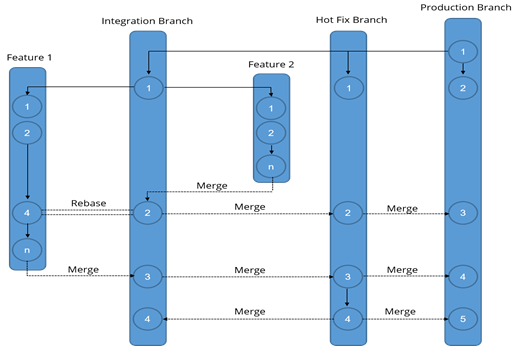 Production Branch
Integration Branch
Hot Fix Branch
Feature 1
1
Feature 2
1
1
2
1
1
2
2
n
Merge
Rebase
4
2
Merge
2
Merge
3
n
Merge
3
Merge
3
Merge
4
4
Merge
4
Merge
5